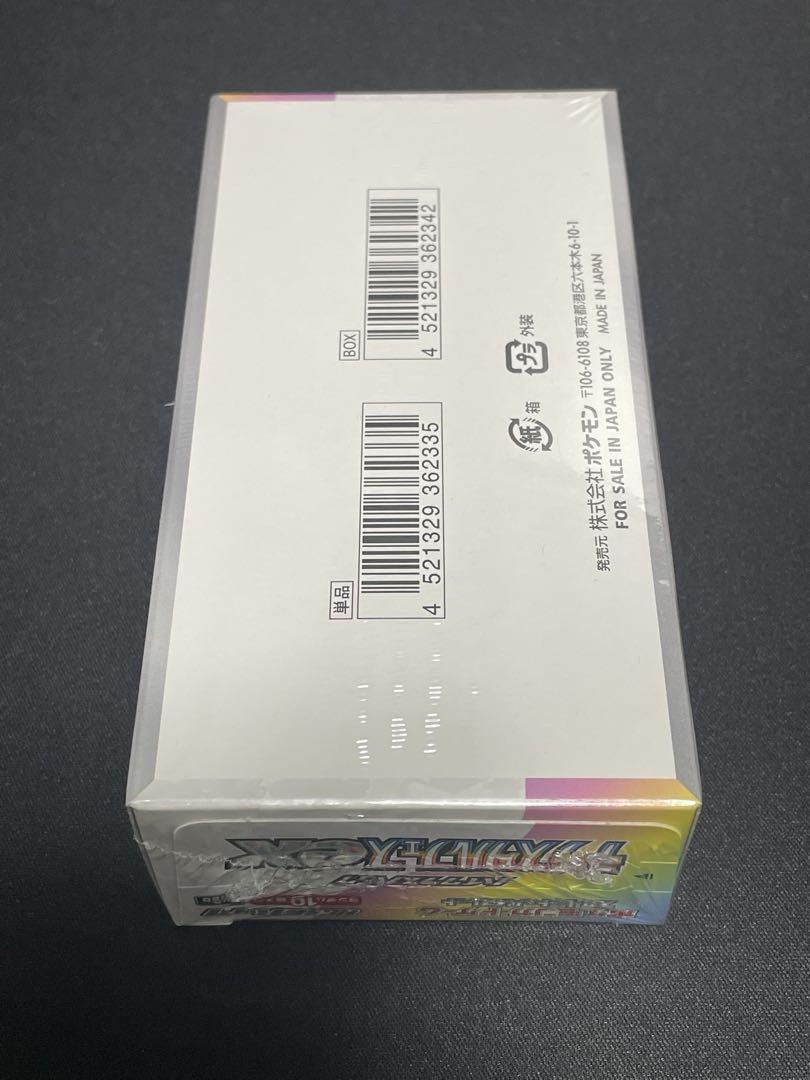 BOX
4 521329 362342
単品
4 521329 362335
プラ 外装
紙 箱
発売元 株式会社ポケモン 〒106-6108 東京都港区六本木6-10-1
FOR SALE IN JAPAN ONLY MADE IN JAPAN